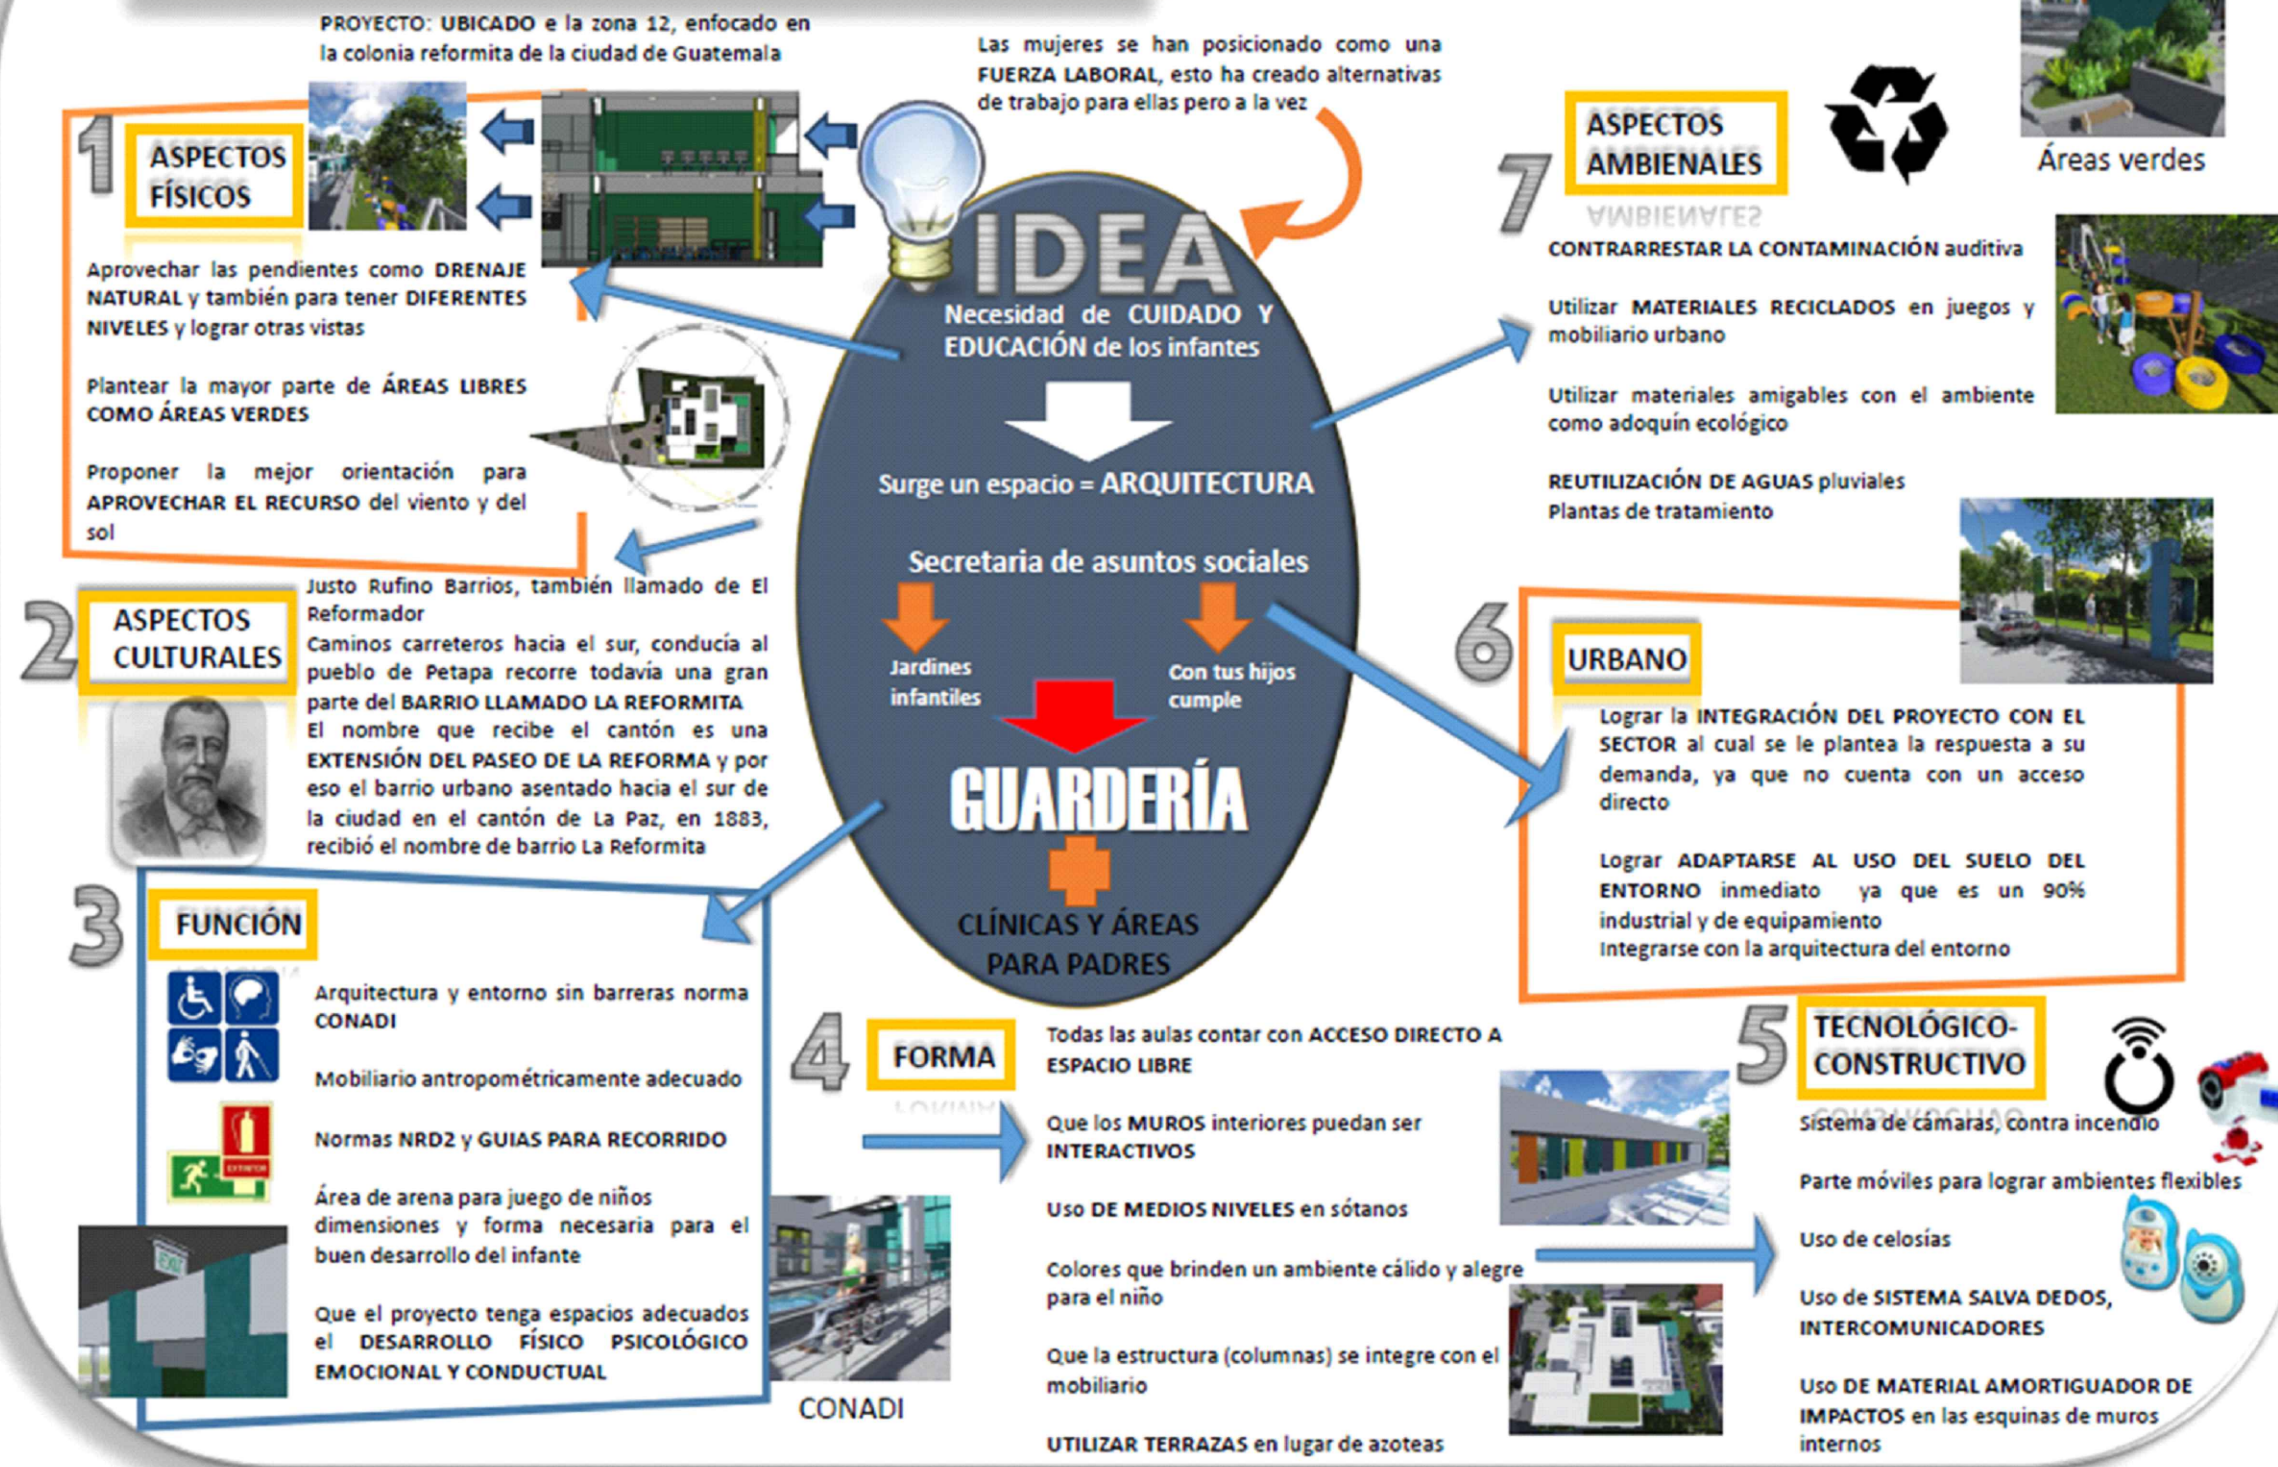 PROYECTO: UBICADO e la zona 12, enfocado en
la colonia reformita de la ciudad de Guatemala
Las mujeres se han posicionado como una
FUERZA LABORAL, esto ha creado alternativas
de trabajo para ellas pero a la vez
IDEA
Necesidad de CUIDADO Y
EDUCACIÓN de los infantes
Surge un espacio = ARQUITECTURA
Secretaria de asuntos sociales
Jardines
infantiles
Con tus hijos
cumple
GUARDERÍA
CLÍNICAS Y ÁREAS
PARA PADRES
1
ASPECTOS
FÍSICOS
Aprovechar las pendientes como DRENAJE
NATURAL y también para tener DIFERENTES
NIVELES y lograr otras vistas
Plantear la mayor parte de ÁREAS LIBRES
COMO ÁREAS VERDES
Proponer la mejor orientación para
APROVECHAR EL RECURSO del viento y del
sol
2
ASPECTOS
CULTURALES
Justo Rufino Barrios, también llamado de El
Reformador
Caminos carreteros hacia el sur, conducía al
pueblo de Petapa recorre todavía una gran
parte del BARRIO LLAMADO LA REFORMITA
El nombre que recibe el cantón es una
EXTENSIÓN DEL PASEO DE LA REFORMA y por
eso el barrio urbano asentado hacia el sur de
la ciudad en el cantón de La Paz, en 1883,
recibió el nombre de barrio La Reformita
3
FUNCIÓN
Arquitectura y entorno sin barreras norma
CONADI
Mobiliario antropométricamente adecuado
EXTINTOR
Normas NRD2 y GUIAS PARA RECORRIDO
Área de arena para juego de niños
dimensiones y forma necesaria para el
buen desarrollo del infante
EXIT
Que el proyecto tenga espacios adecuados
el DESARROLLO FÍSICO PSICOLÓGICO
EMOCIONAL Y CONDUCTUAL
CONADI
4
FORMA
Todas las aulas contar con ACCESO DIRECTO A
ESPACIO LIBRE
Que los MUROS interiores puedan ser
INTERACTIVOS
Uso DE MEDIOS NIVELES en sótanos
Colores que brinden un ambiente cálido y alegre
para el niño
Que la estructura (columnas) se integre con el
mobiliario
UTILIZAR TERRAZAS en lugar de azoteas
5
TECNOLÓGICO-
CONSTRUCTIVO
Sistema de cámaras, contra incendio
Parte móviles para lograr ambientes flexibles
Uso de celosías
Uso de SISTEMA SALVA DEDOS,
INTERCOMUNICADORES
Uso DE MATERIAL AMORTIGUADOR DE
IMPACTOS en las esquinas de muros
internos
6
URBANO
Lograr la INTEGRACIÓN DEL PROYECTO CON EL
SECTOR al cual se le plantea la respuesta a su
demanda, ya que no cuenta con un acceso
directo
Lograr ADAPTARSE AL USO DEL SUELO DEL
ENTORNO inmediato ya que es un 90%
industrial y de equipamiento
Integrarse con la arquitectura del entorno
7
ASPECTOS
AMBIENALES
Áreas verdes
CONTRARRESTAR LA CONTAMINACIÓN auditiva
Utilizar MATERIALES RECICLADOS en juegos y
mobiliario urbano
Utilizar materiales amigables con el ambiente
como adoquín ecológico
REUTILIZACIÓN DE AGUAS pluviales
Plantas de tratamiento